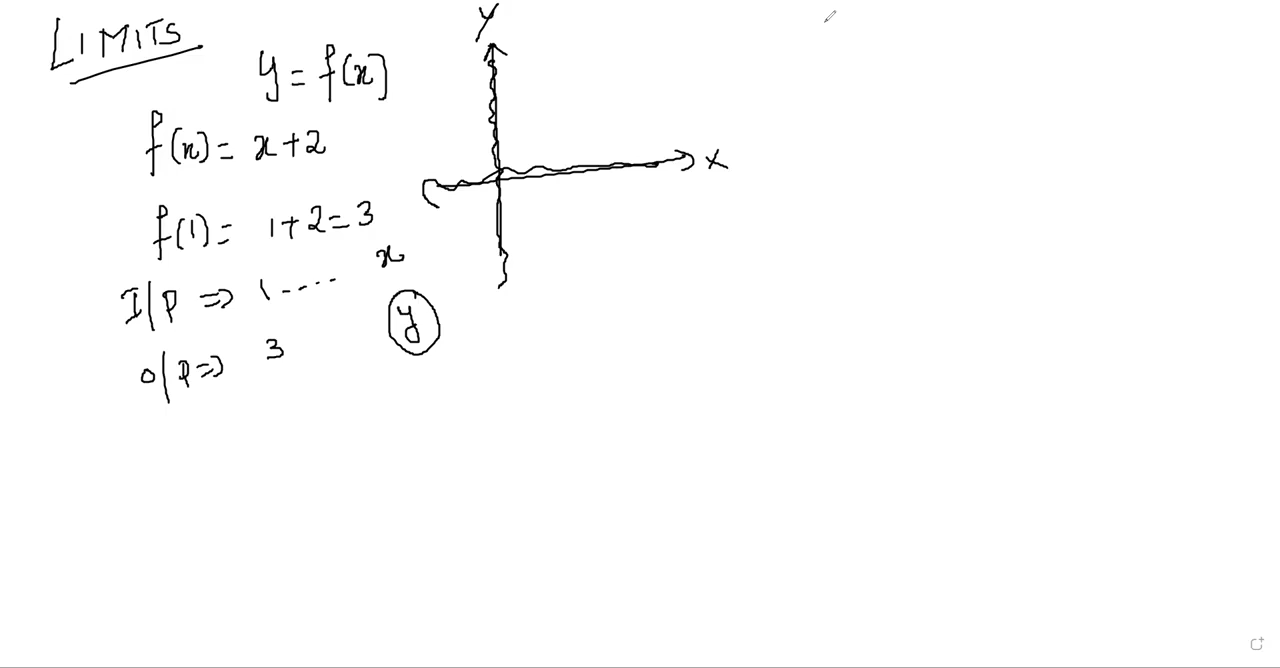 LIMITS
y = f(x)
f(x) = x+2
f(1) = 1+2=3
x
I/P ⇒ 1 ....
y
O/P ⇒ 3
Y
X